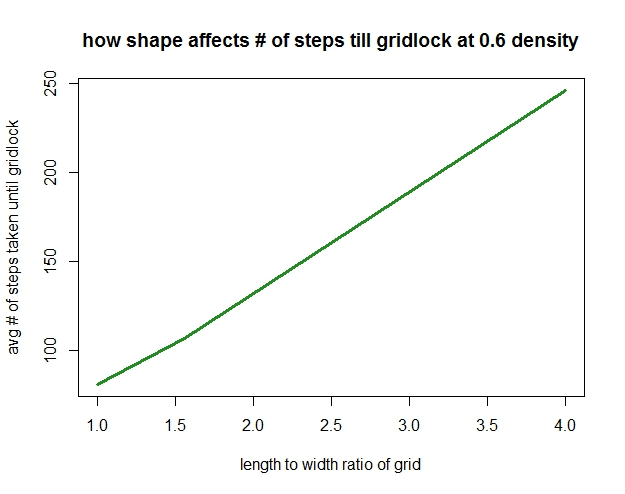 how shape affects # of steps till gridlock at 0.6 density
avg # of steps taken until gridlock
250
200
150
100
1.0 1.5 2.0 2.5 3.0 3.5 4.0
length to width ratio of grid